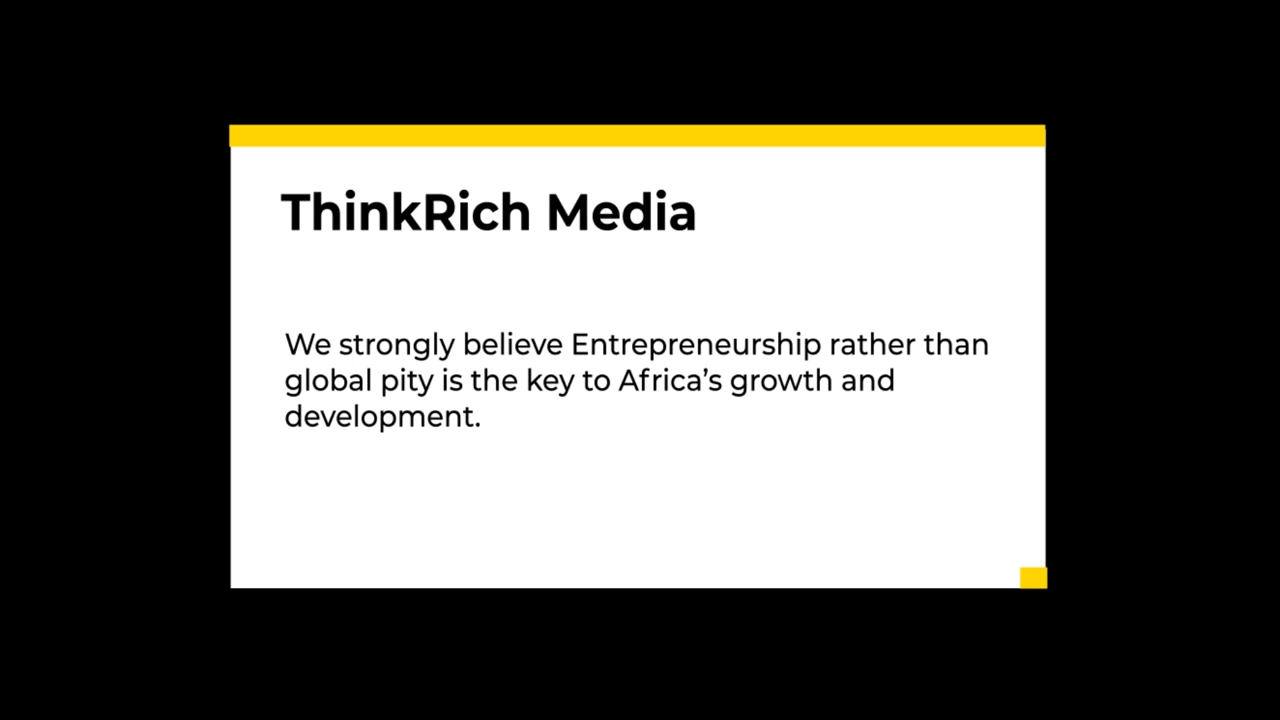 ThinkRich Media
We strongly believe Entrepreneurship rather than
global pity is the key to Africa’s growth and
development.